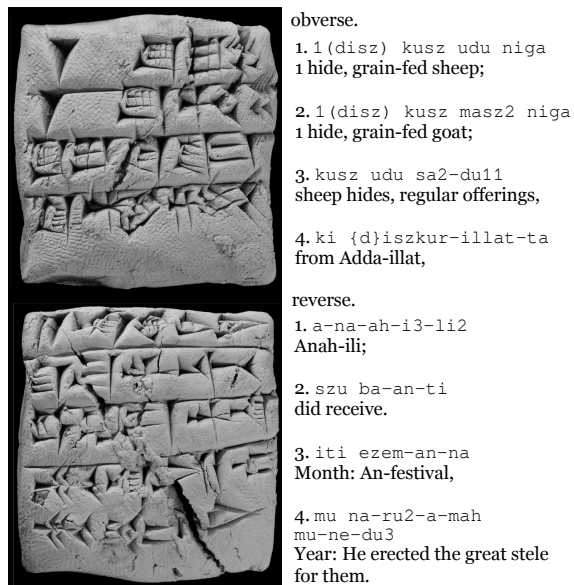 obverse.
1. 1(disz) kusz udu niga
1 hide, grain-fed sheep;
2. 1(disz) kusz masz2 niga
1 hide, grain-fed goat;
3. kusz udu sa2-du11
sheep hides, regular offerings,
4. ki {d}iszkur-illat-ta
from Adda-illat,
reverse.
1. a-na-ah-i3-li2
Anah-ili;
2. szu ba-an-ti
did receive.
3. iti ezem-an-na
Month: An-festival,
4. mu na-ru2-a-mah
mu-ne-du3
Year: He erected the great stele
for them.